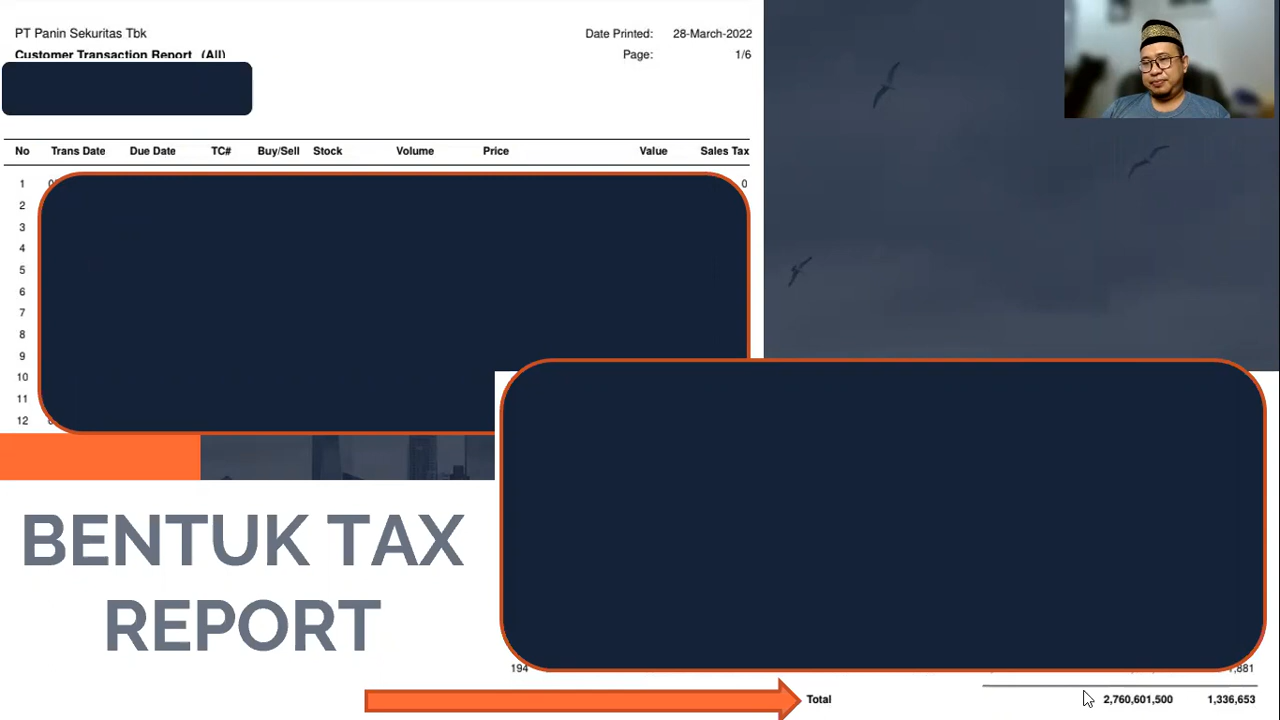 PT Panin Sekuritas Tbk
Date Printed: 28-March-2022
Customer Transaction Report (All)
Page: 1/6
No Trans Date Due Date TC# Buy/Sell Stock Volume Price Value Sales Tax
1 0
2
3
4
5
6
7
8
9
10
11
12
BENTUK TAX
REPORT
194 ,881
Total 2,760,601,500 1,336,653